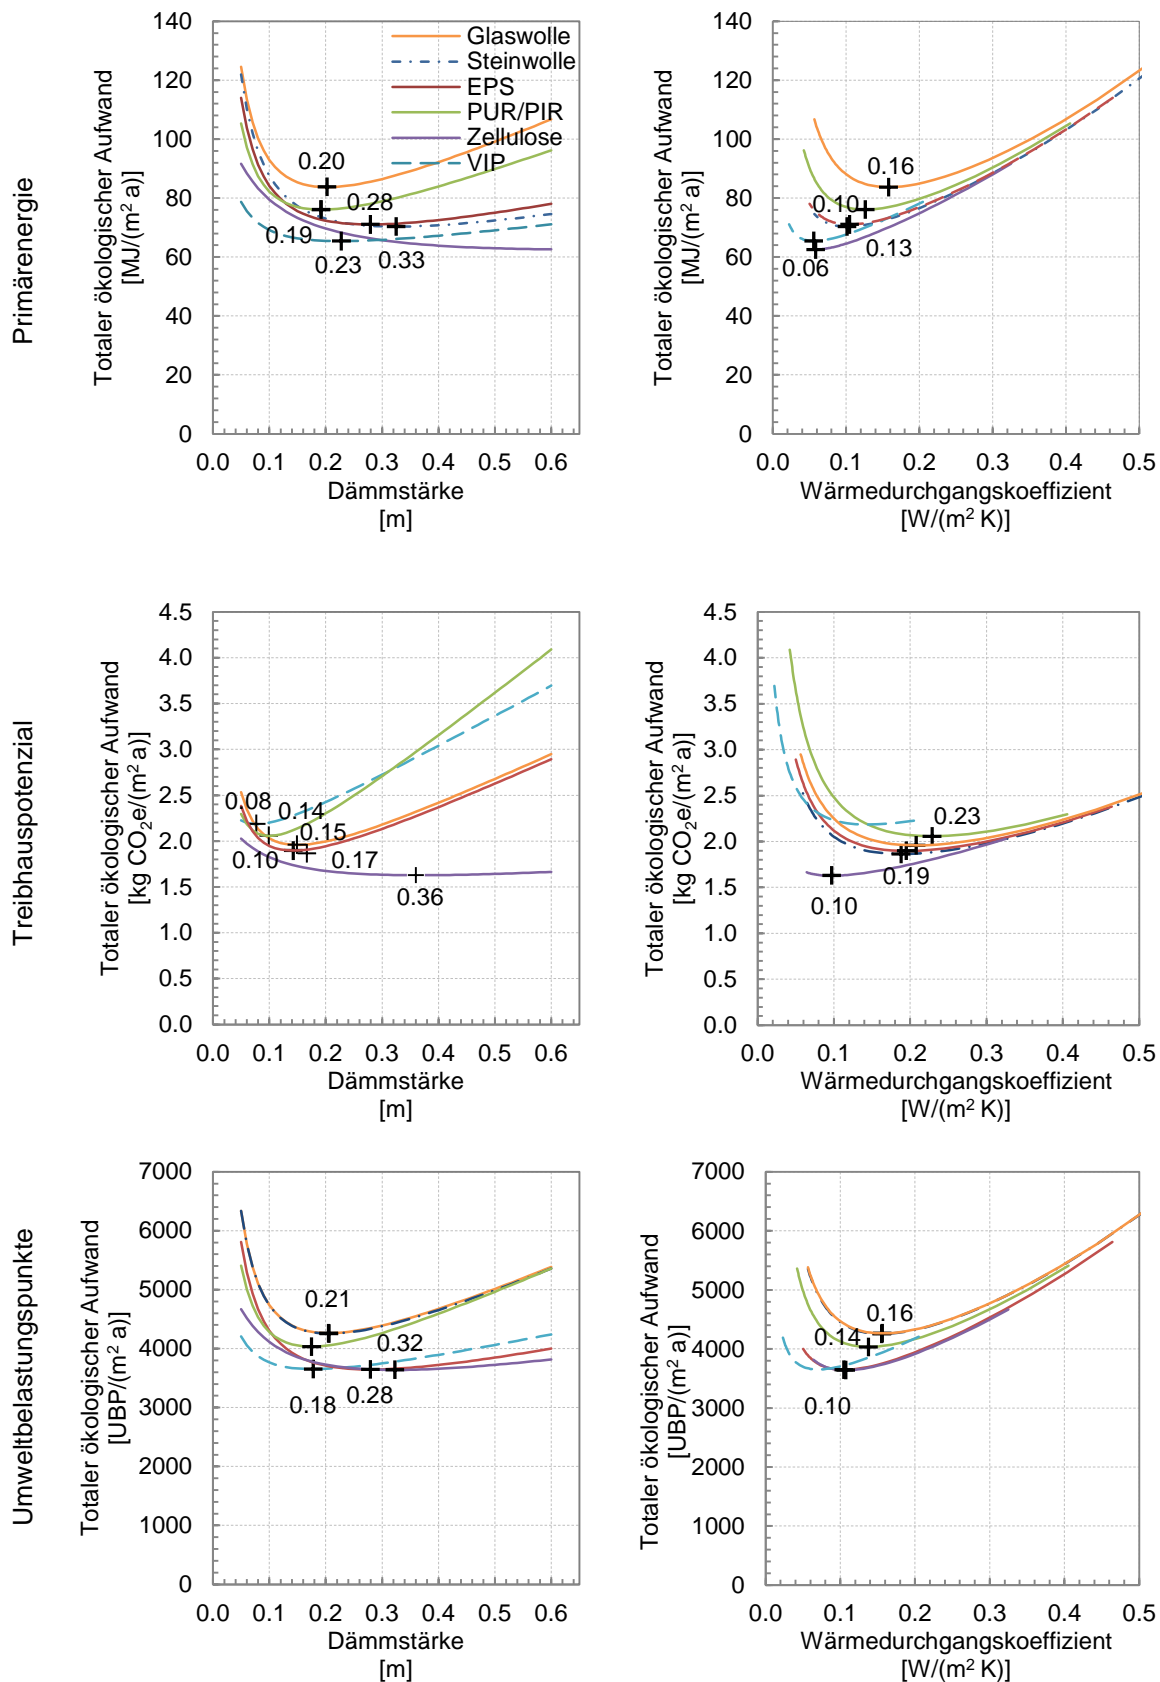 Primärenergie
Totaler ökologischer Aufwand
[MJ/(m² a)]
140
120
100
80
60
40
20
0
Glaswolle
Steinwolle
EPS
PUR/PIR
Zellulose
VIP
0.20
0.28
0.19
0.23
0.33
0.0 0.1 0.2 0.3 0.4 0.5 0.6
Dämmstärke
[m]
Totaler ökologischer Aufwand
[MJ/(m² a)]
140
120
100
80
60
40
20
0
0.16
0.10
0.13
0.06
0.0 0.1 0.2 0.3 0.4 0.5
Wärmedurchgangskoeffizient
[W/(m² K)]
Treibhauspotenzial
Totaler ökologischer Aufwand
[kg CO₂e/(m² a)]
4.5
4.0
3.5
3.0
2.5
2.0
1.5
1.0
0.5
0.0
0.08
0.14
0.15
0.10
0.17
0.36
0.0 0.1 0.2 0.3 0.4 0.5 0.6
Dämmstärke
[m]
Totaler ökologischer Aufwand
[kg CO₂e/(m² a)]
4.5
4.0
3.5
3.0
2.5
2.0
1.5
1.0
0.5
0.0
0.23
0.19
0.10
0.0 0.1 0.2 0.3 0.4 0.5
Wärmedurchgangskoeffizient
[W/(m² K)]
Umweltbelastungspunkte
Totaler ökologischer Aufwand
[UBP/(m² a)]
7000
6000
5000
4000
3000
2000
1000
0
0.21
0.32
0.18
0.28
0.0 0.1 0.2 0.3 0.4 0.5 0.6
Dämmstärke
[m]
Totaler ökologischer Aufwand
[UBP/(m² a)]
7000
6000
5000
4000
3000
2000
1000
0
0.16
0.14
0.10
0.0 0.1 0.2 0.3 0.4 0.5
Wärmedurchgangskoeffizient
[W/(m² K)]